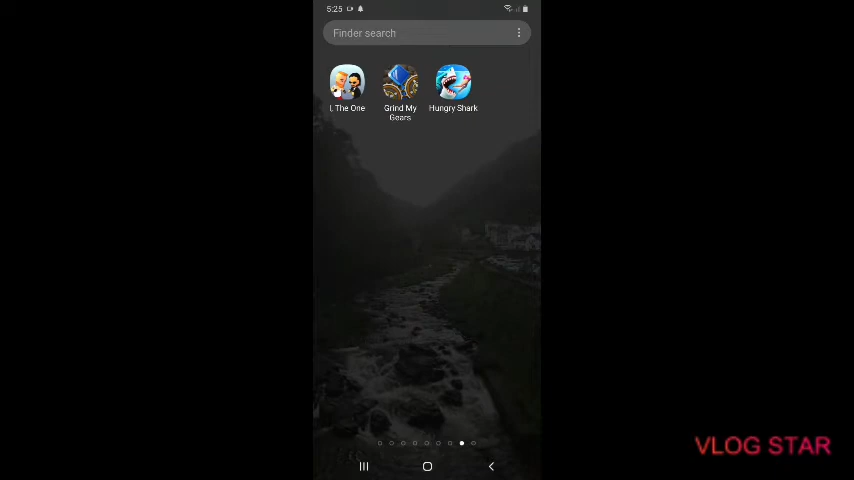 5:25
Finder search
I, The One
Grind My
Gears
Hungry Shark
VLOG STAR